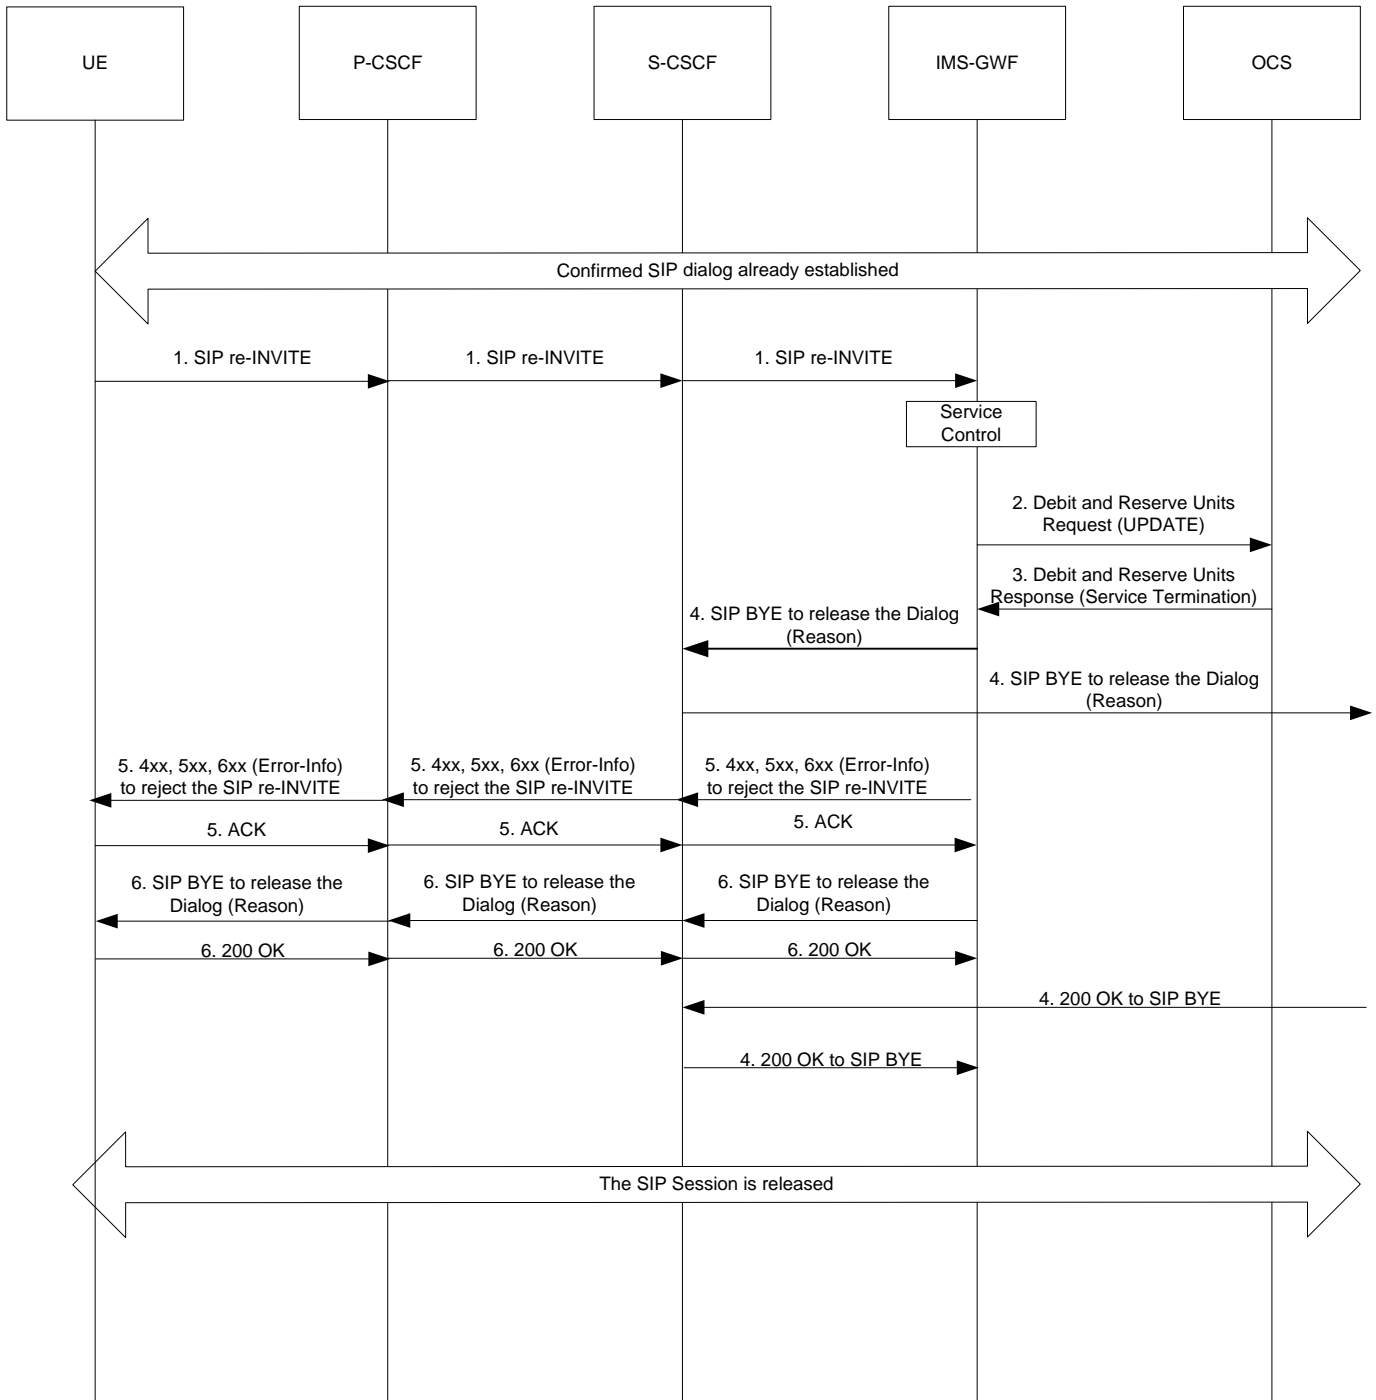 UE
P-CSCF
S-CSCF
IMS-GWF
OCS
Confirmed SIP dialog already established
1. SIP re-INVITE
1. SIP re-INVITE
1. SIP re-INVITE
Service
Control
2. Debit and Reserve Units
Request (UPDATE)
3. Debit and Reserve Units
Response (Service Termination)
4. SIP BYE to release the Dialog
(Reason)
4. SIP BYE to release the Dialog
(Reason)
5. 4xx, 5xx, 6xx (Error-Info)
to reject the SIP re-INVITE
5. 4xx, 5xx, 6xx (Error-Info)
to reject the SIP re-INVITE
5. 4xx, 5xx, 6xx (Error-Info)
to reject the SIP re-INVITE
5. ACK
5. ACK
5. ACK
6. SIP BYE to release the
Dialog (Reason)
6. SIP BYE to release the
Dialog (Reason)
6. SIP BYE to release the
Dialog (Reason)
6. 200 OK
6. 200 OK
6. 200 OK
4. 200 OK to SIP BYE
4. 200 OK to SIP BYE
The SIP Session is released